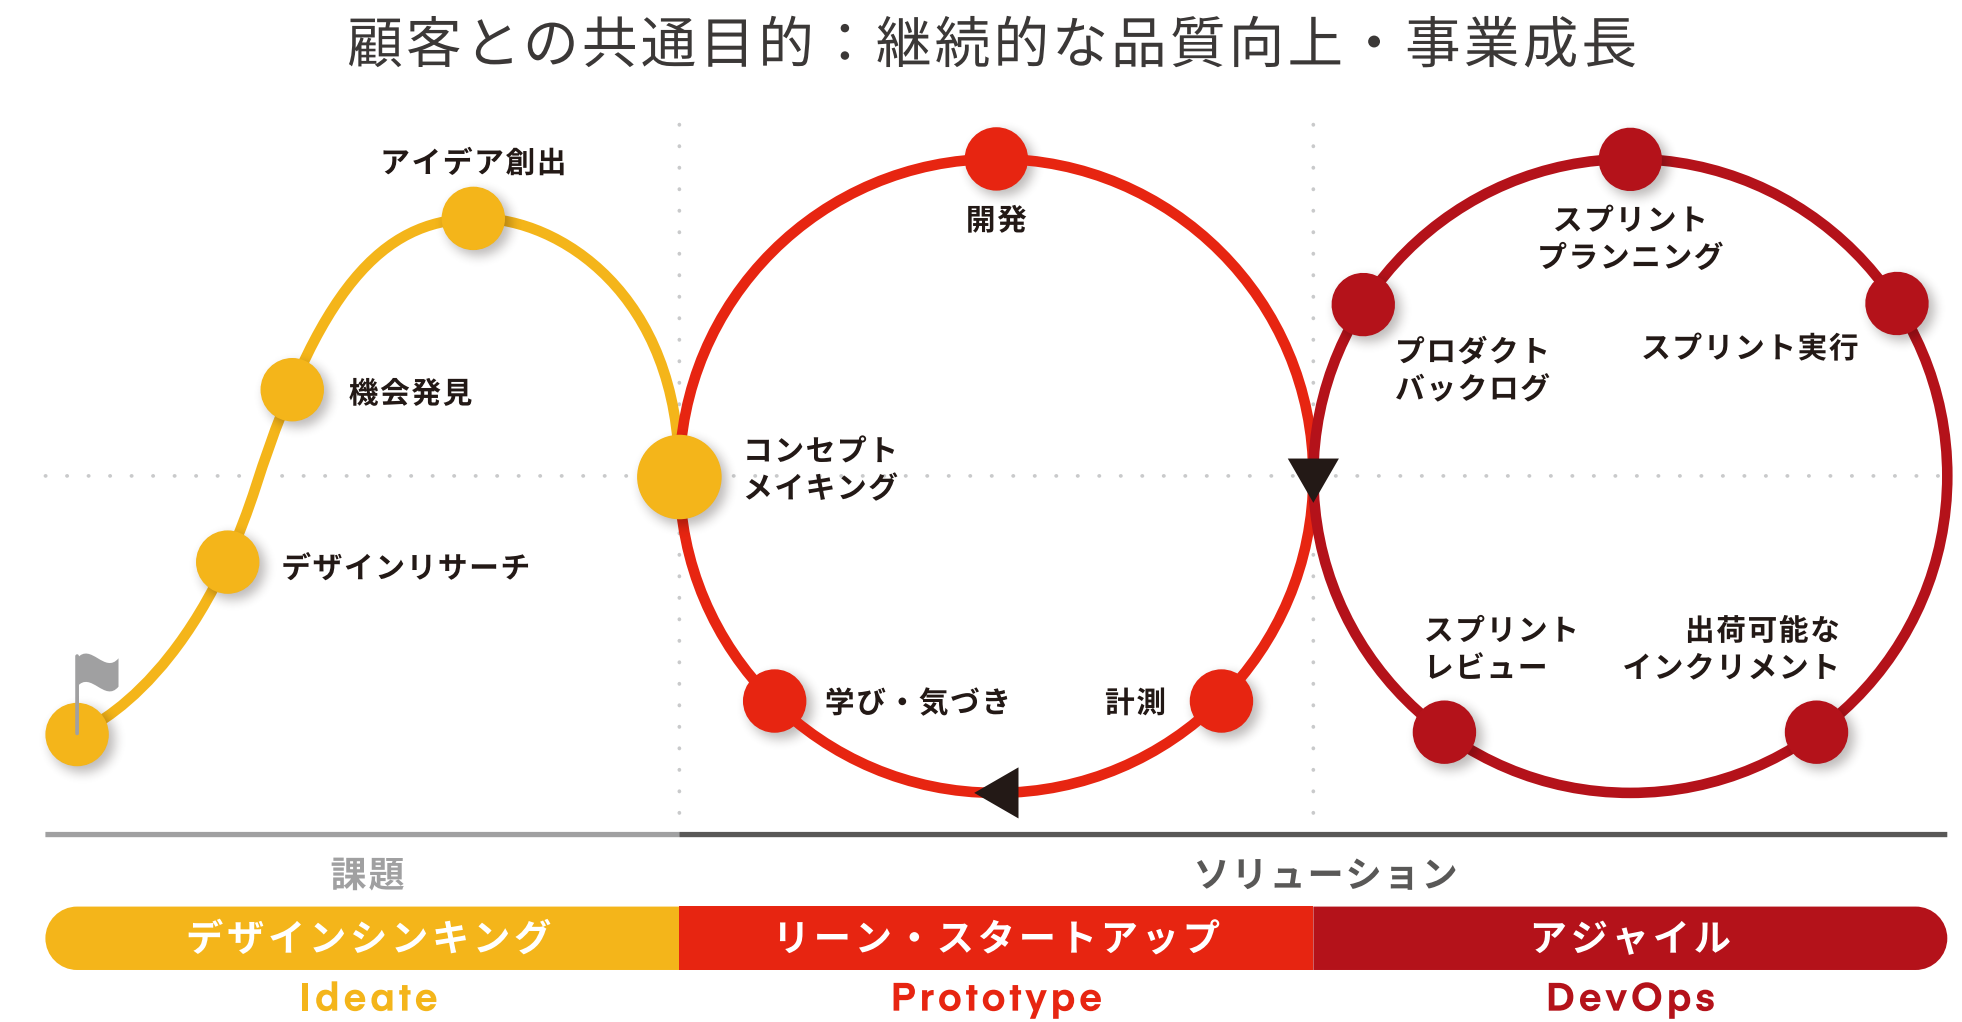 顧客との共通目的：継続的な品質向上・事業成長
アイデア創出
機会発見
デザインリサーチ
コンセプト
メイキング
開発
学び・気づき
計測
スプリント
プランニング
プロダクト
バックログ
スプリント実行
スプリント
レビュー
出荷可能な
インクリメント
課題
ソリューション
デザインシンキング
リーン・スタートアップ
アジャイル
Ideate
Prototype
DevOps